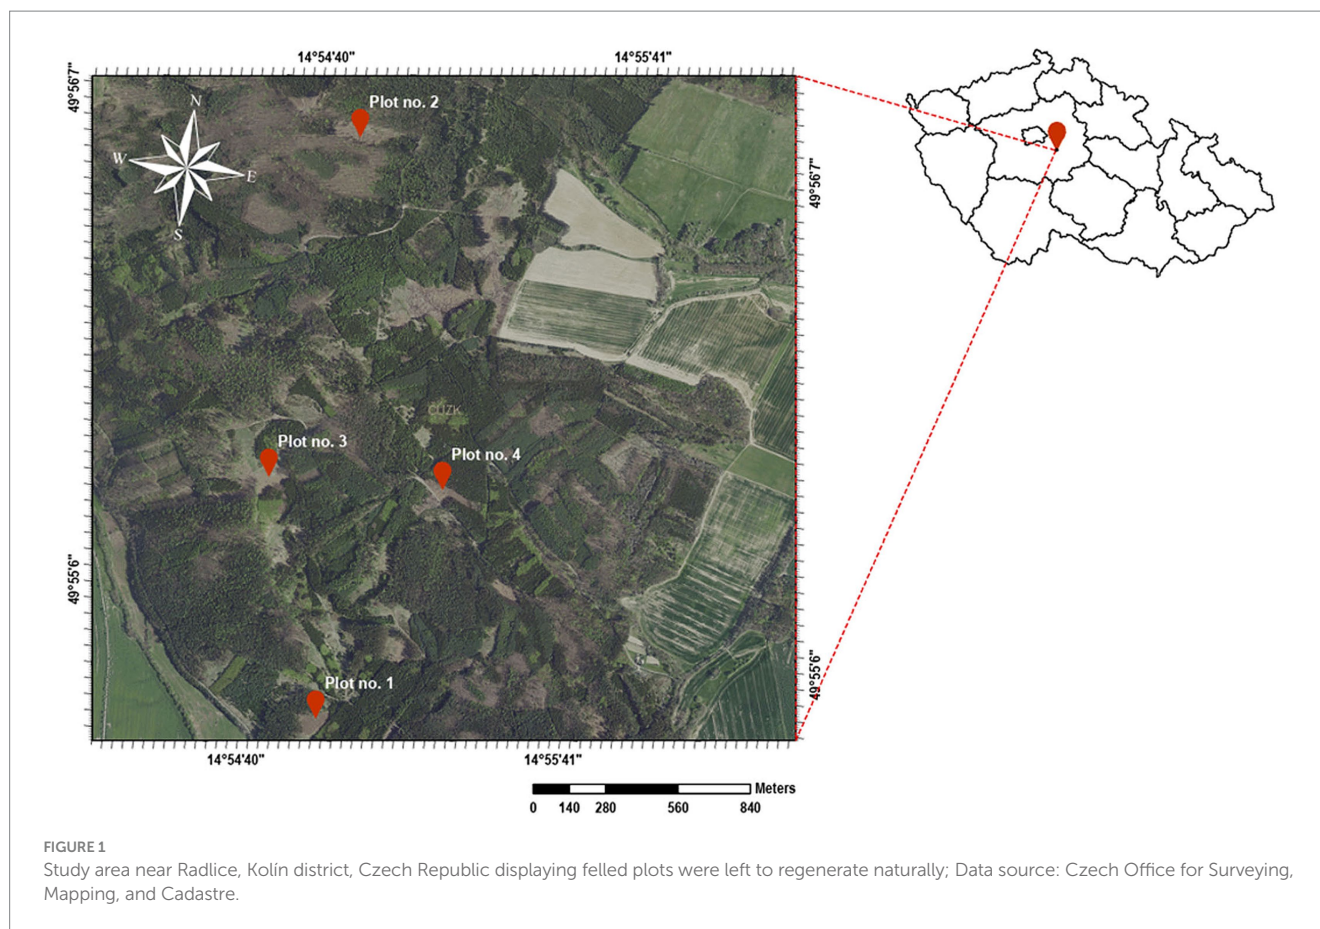 14°54'40"
14°55'41"
49°56'7"
Plot no. 2
N
W
E
S
49°56'7"
CÚZK
Plot no. 3
Plot no. 4
49°55'6"
Plot no. 1
49°55'6"
14°54'40"
14°55'41"
Meters
0 140 280 560 840
FIGURE 1
Study area near Radlice, Kolín district, Czech Republic displaying felled plots were left to regenerate naturally; Data source: Czech Office for Surveying,
Mapping, and Cadastre.